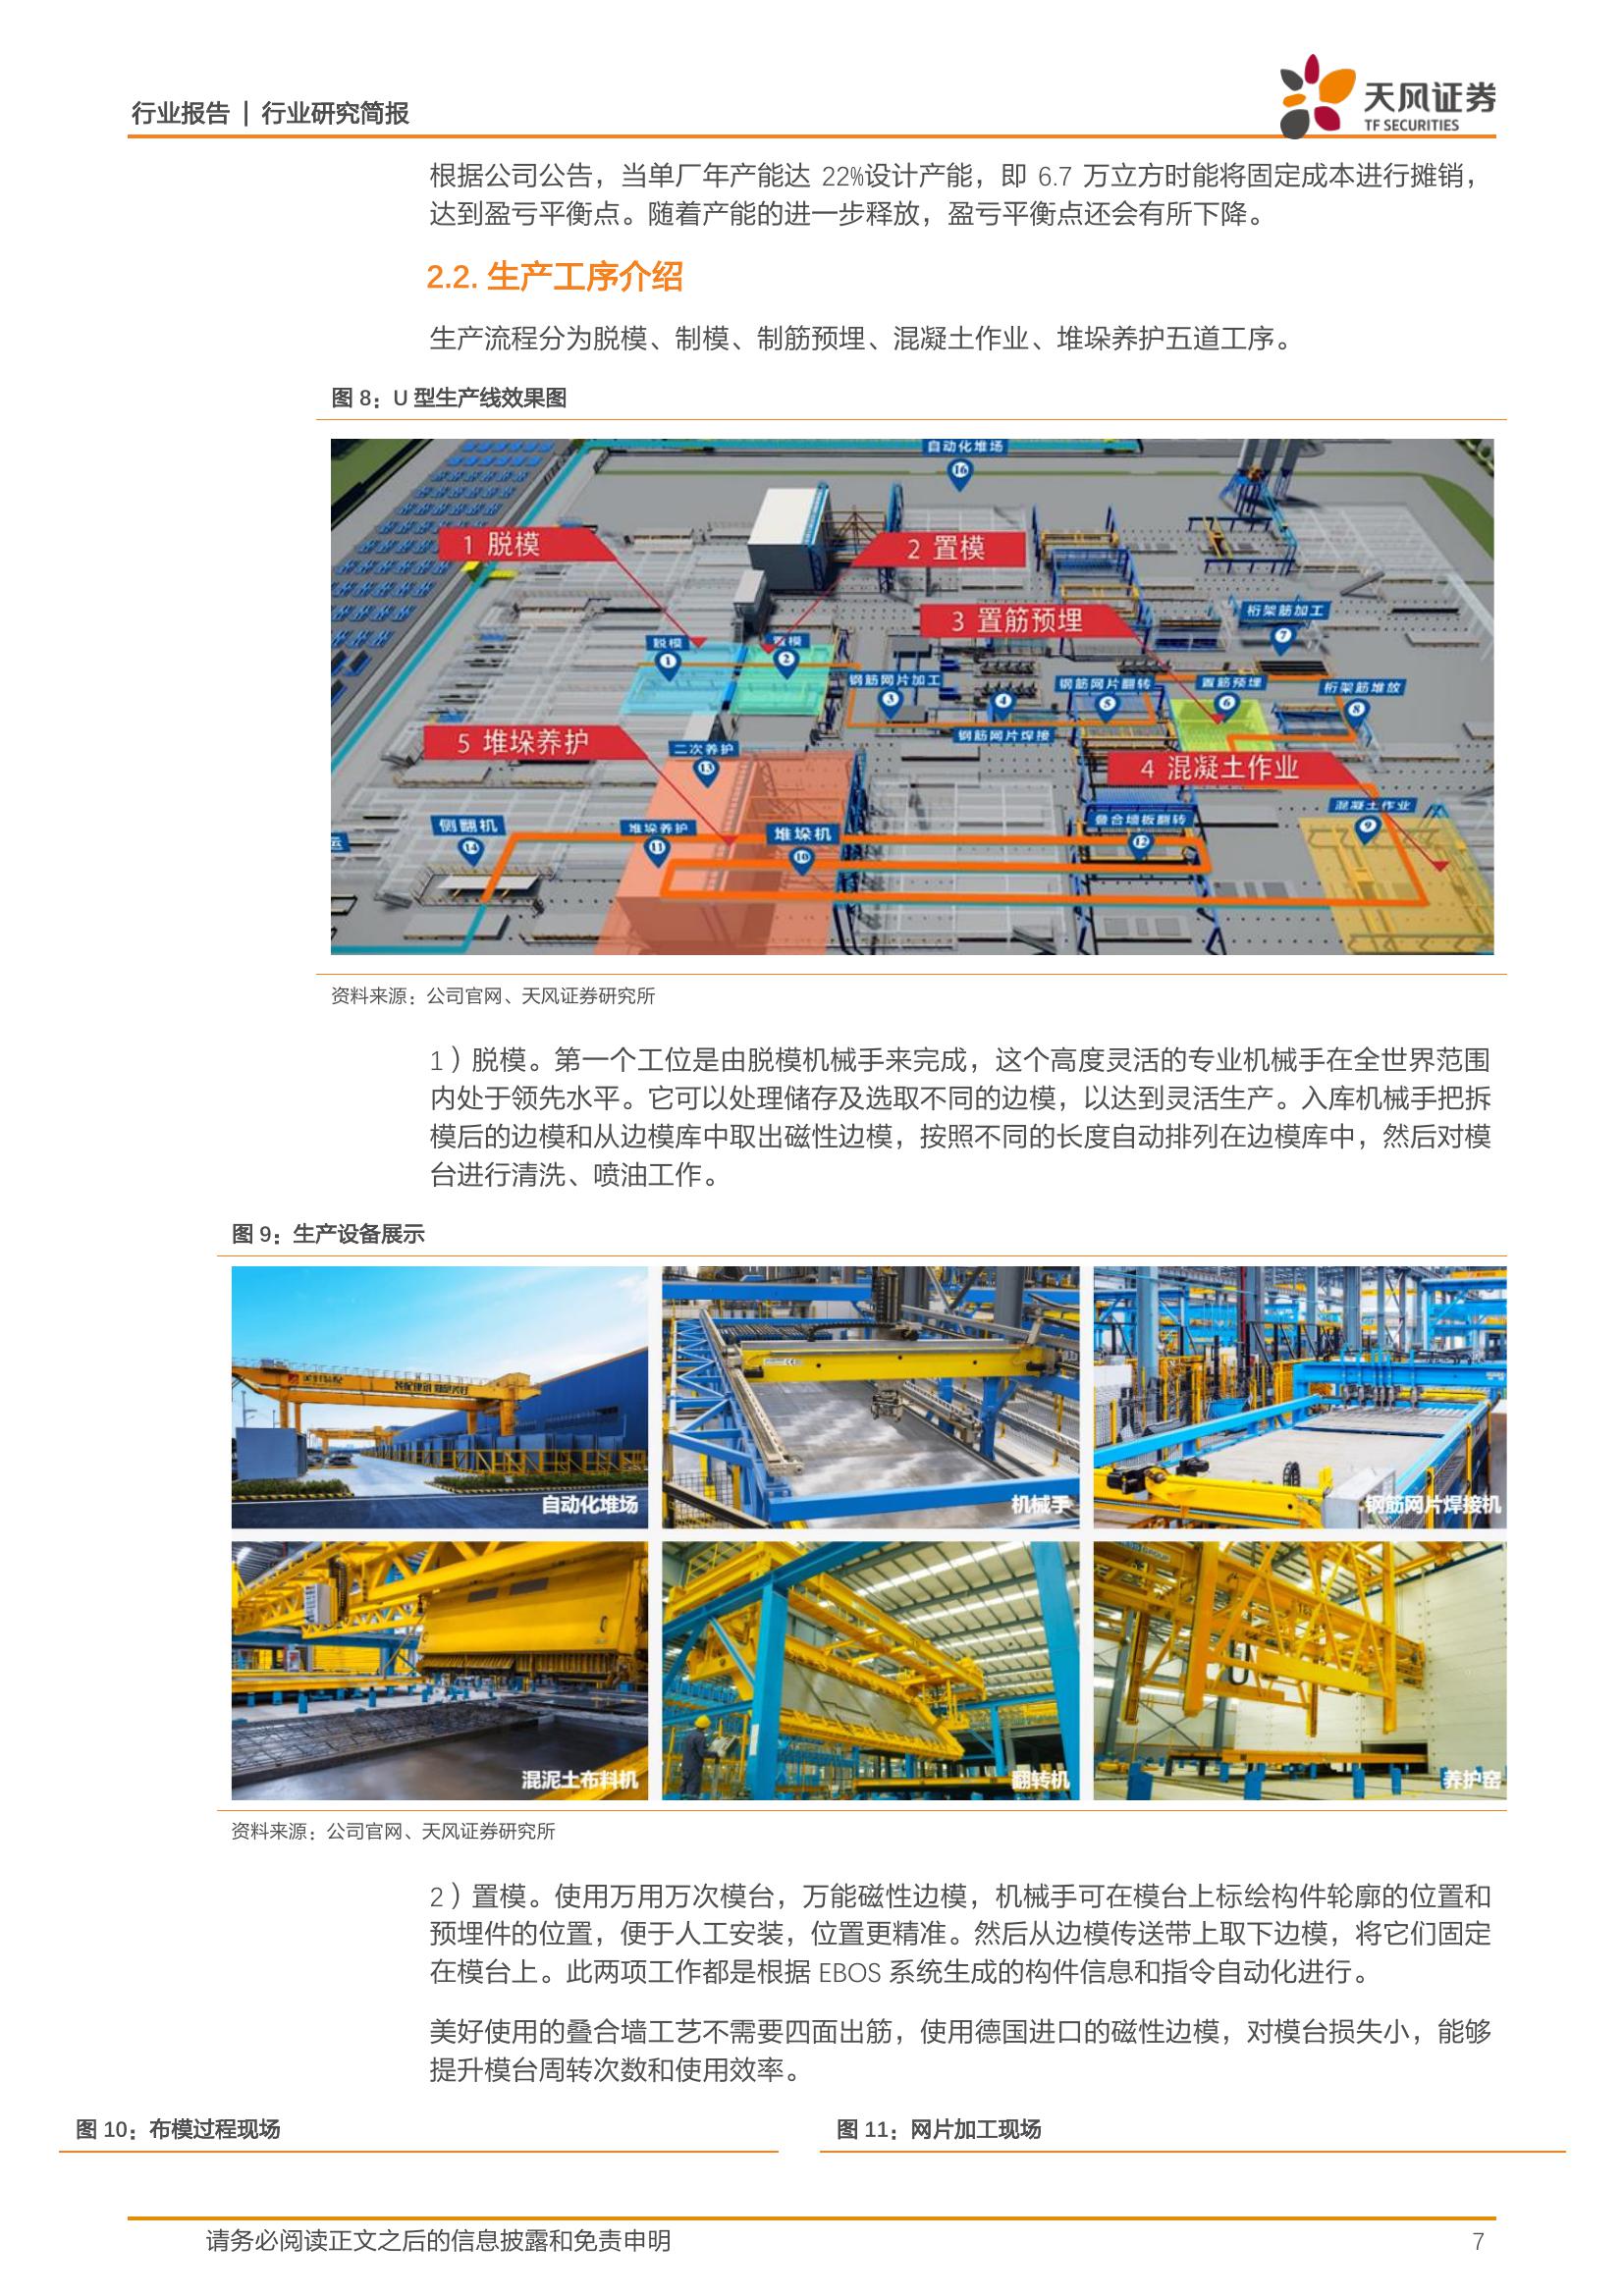 行业报告 | 行业研究简报
天风证券
TF SECURITIES
根据公司公告，当单厂年产能达 22%设计产能，即 6.7 万立方时能将固定成本进行摊销，
达到盈亏平衡点。随着产能的进一步释放，盈亏平衡点还会有所下降。
2.2. 生产工序介绍
生产流程分为脱模、制模、制筋预埋、混凝土作业、堆垛养护五道工序。
图 8：U 型生产线效果图
自动化堆场
16
1 脱模
2 置模
3 置筋预埋
桁架筋加工
7
脱模
1
置模
2
钢筋网片加工
3
4
钢筋网片焊接
钢筋网片翻转
5
置筋预埋
6
桁架筋堆放
8
5 堆垛养护
二次养护
13
4 混凝土作业
混凝土作业
9
侧翻机
14
堆垛养护
11
堆垛机
10
叠合墙板翻转
12
运
资料来源：公司官网、天风证券研究所
1）脱模。第一个工位是由脱模机械手来完成，这个高度灵活的专业机械手在全世界范围
内处于领先水平。它可以处理储存及选取不同的边模，以达到灵活生产。入库机械手把拆
模后的边模和从边模库中取出磁性边模，按照不同的长度自动排列在边模库中，然后对模
台进行清洗、喷油工作。
图 9：生产设备展示
自动化堆场
机械手
钢筋网片焊接机
混泥土布料机
翻转机
养护窑
资料来源：公司官网、天风证券研究所
2）置模。使用万用万次模台，万能磁性边模，机械手可在模台上标绘构件轮廓的位置和
预埋件的位置，便于人工安装，位置更精准。然后从边模传送带上取下边模，将它们固定
在模台上。此两项工作都是根据 EBOS 系统生成的构件信息和指令自动化进行。
美好使用的叠合墙工艺不需要四面出筋，使用德国进口的磁性边模，对模台损失小，能够
提升模台周转次数和使用效率。
图 10：布模过程现场
图 11：网片加工现场
请务必阅读正文之后的信息披露和免责申明
7